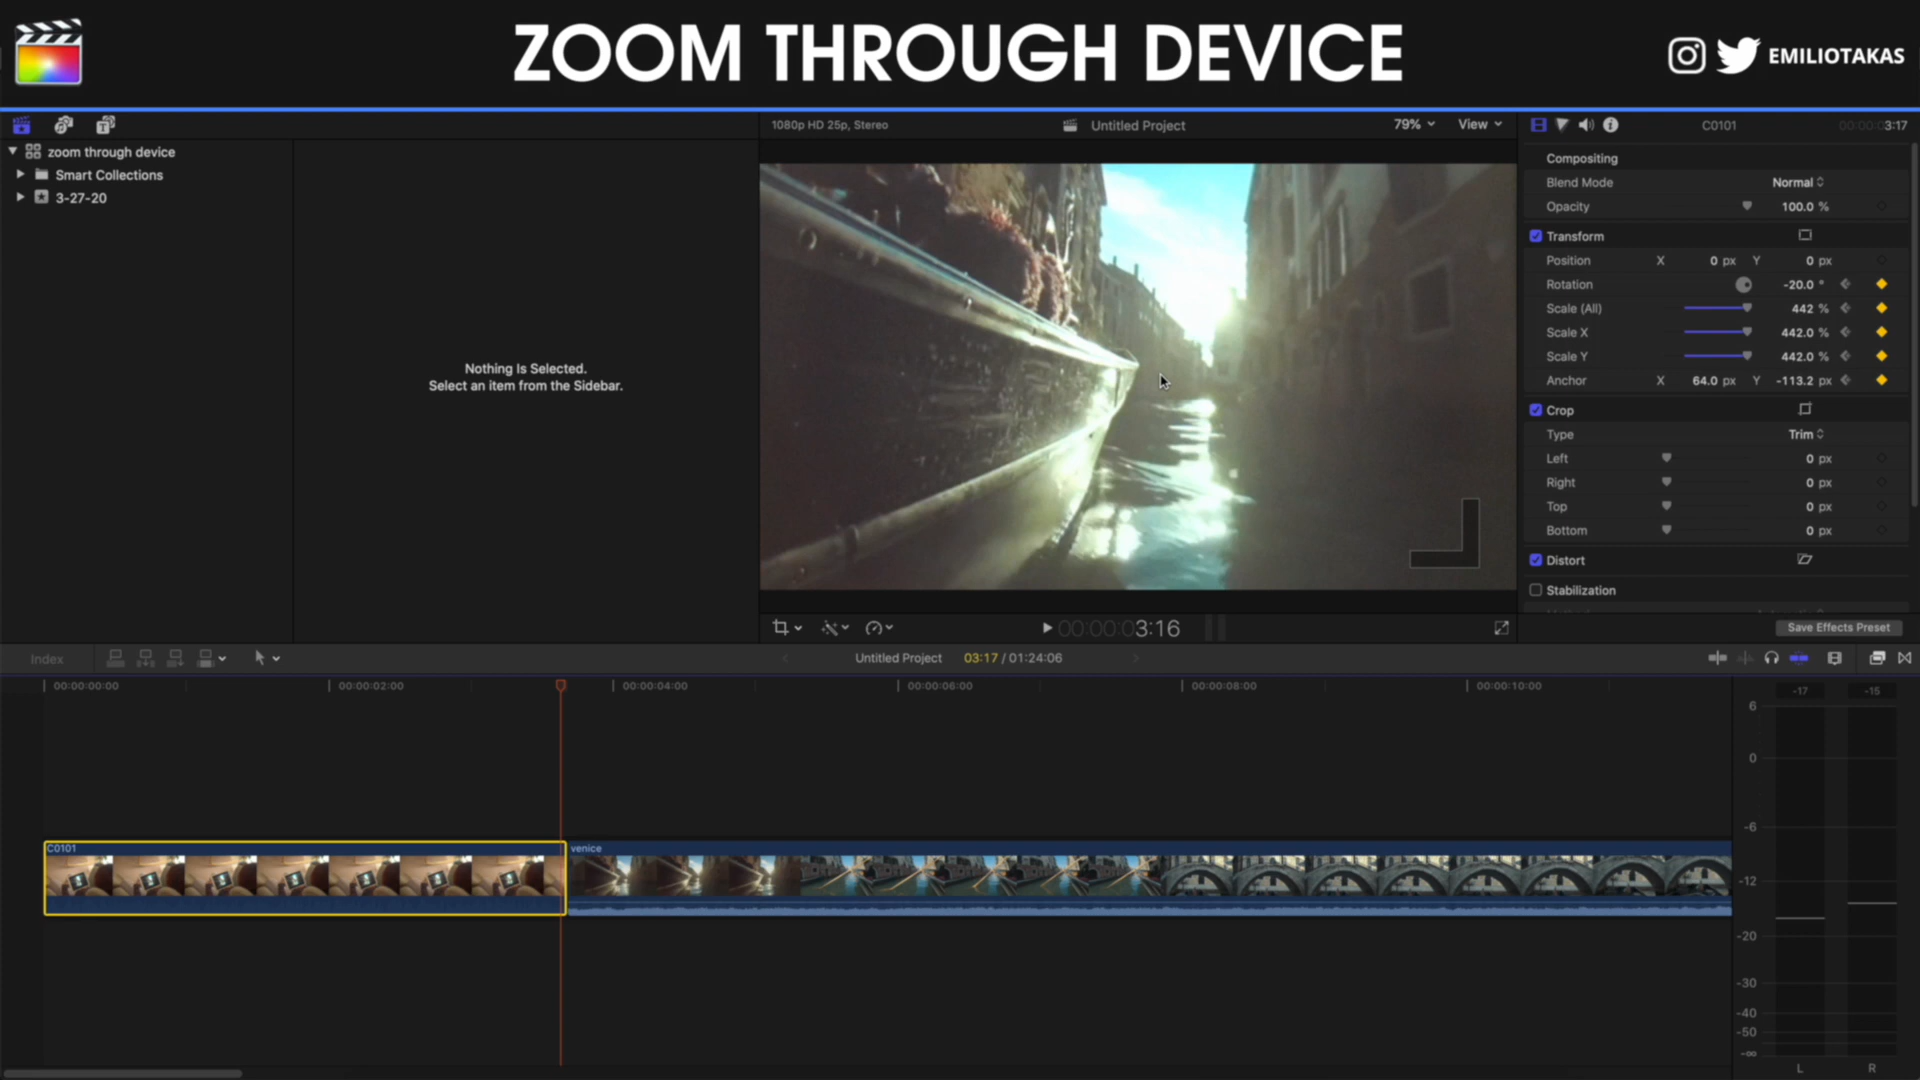 ZOOM THROUGH DEVICE
EMILIOTAKAS
1080p HD 25p, Stereo
Untitled Project
79%
View
C0101
00:00:03:17
zoom through device
Smart Collections
3-27-20
Nothing Is Selected.
Select an item from the Sidebar.
Compositing
Blend Mode Normal
Opacity 100.0 %
Transform
Position X 0 px Y 0 px
Rotation -20.0 °
Scale (All) 442 %
Scale X 442.0 %
Scale Y 442.0 %
Anchor X 64.0 px Y -113.2 px
Crop
Type Trim
Left 0 px
Right 0 px
Top 0 px
Bottom 0 px
Distort
Stabilization
Save Effects Preset
00:00:03:16
Index
Untitled Project
03:17 / 01:24:06
00:00:00:00
00:00:02:00
00:00:04:00
00:00:06:00
00:00:08:00
00:00:10:00
-17 -15
6
0
-6
-12
-20
-30
-40
-50
-∞
L R
C0101
venice